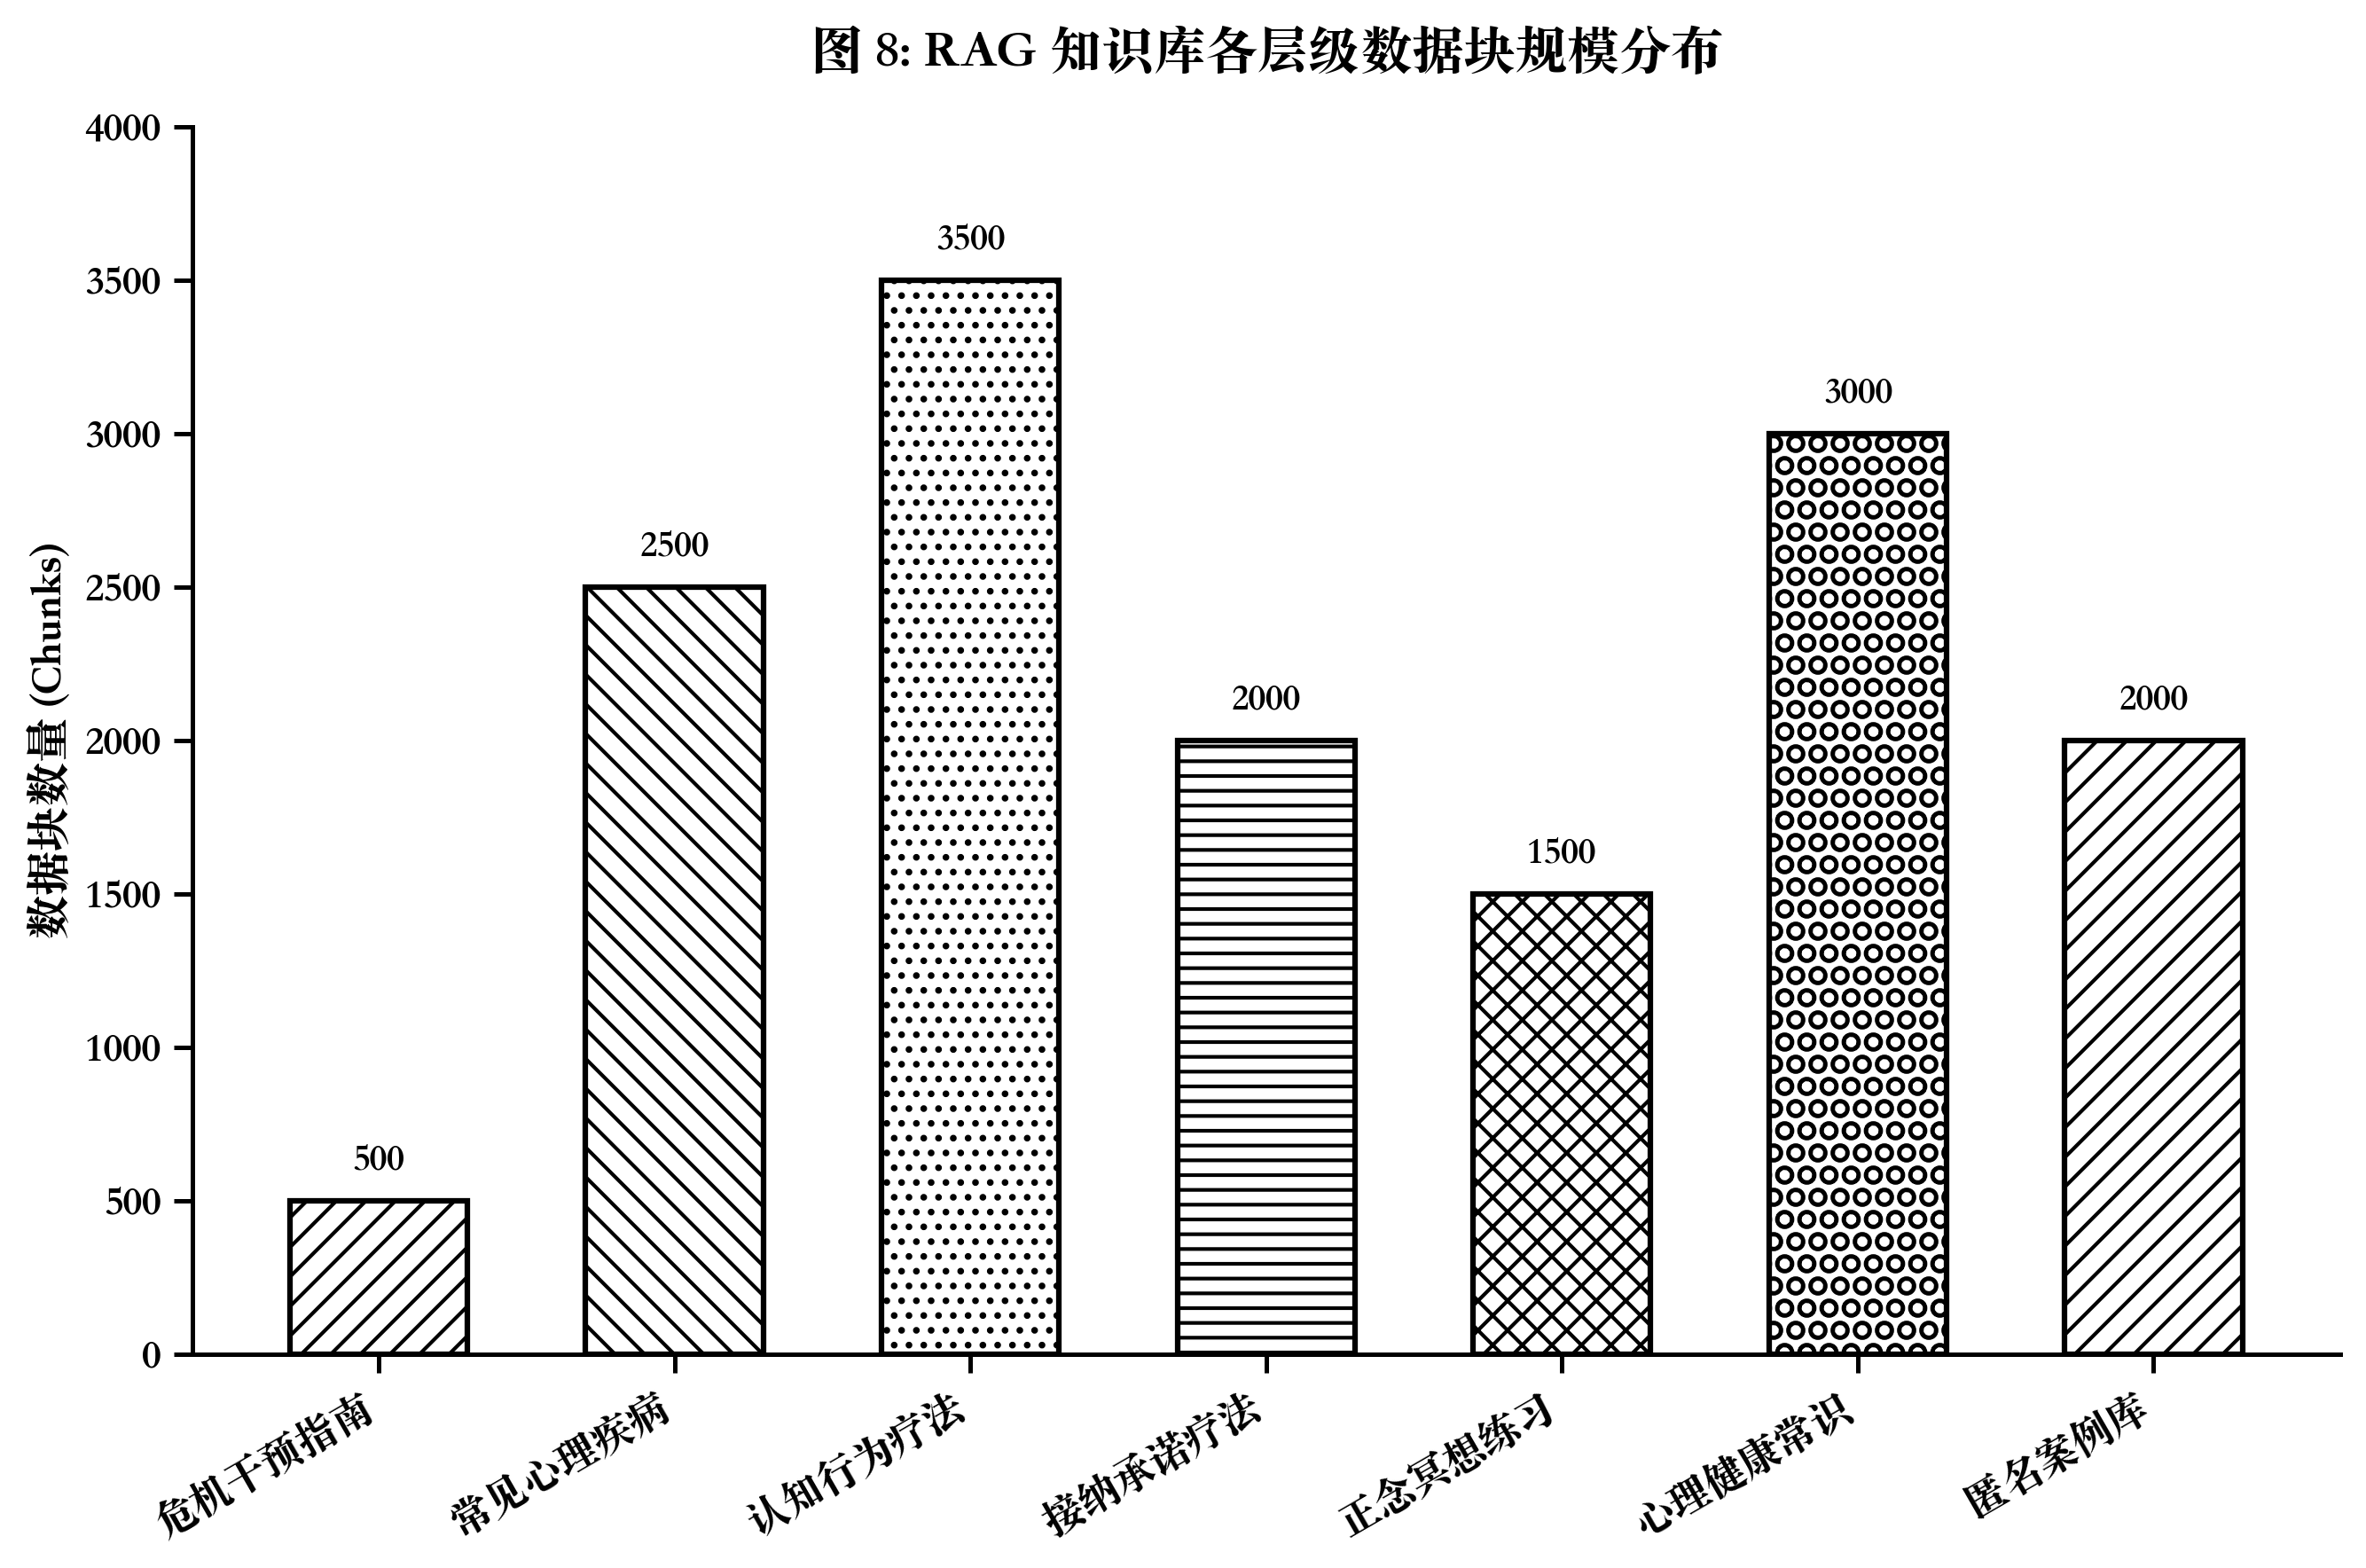 图 8: RAG 知识库各层级数据块规模分布
数据块数量 (Chunks)
4000
3500
3000
2500
2000
1500
1000
500
0
500
2500
3500
2000
1500
3000
2000
危机干预指南
常见心理疾病
认知行为疗法
接纳承诺疗法
正念冥想练习
心理健康常识
匿名案例库